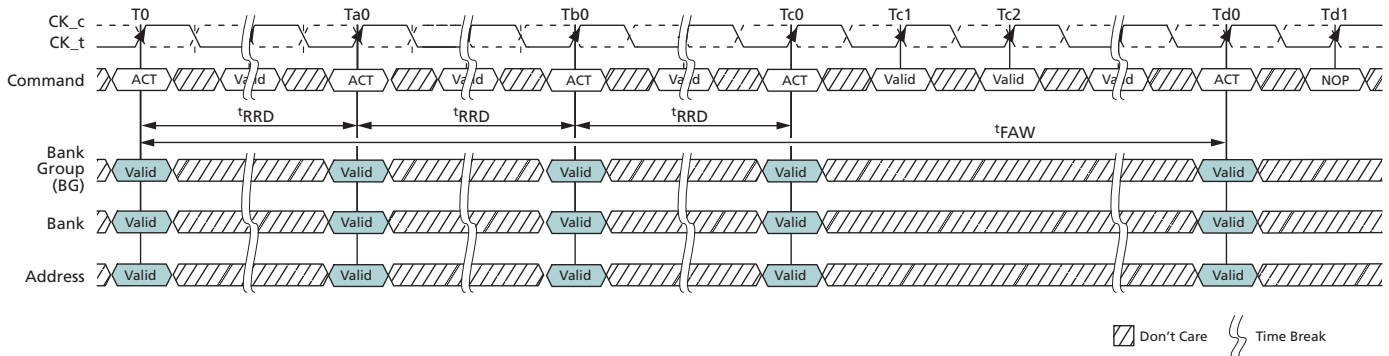 T0 Ta0 Tb0 Tc0 Tc1 Tc2 Td0 Td1
CK_c
CK_t
Command ACT Valid ACT Valid ACT Valid ACT Valid Valid Valid ACT NOP
tRRD tRRD tRRD
tFAW
Bank
Group
(BG)
Valid Valid Valid Valid Valid
Bank Valid Valid Valid Valid Valid
Address Valid Valid Valid Valid Valid
Don't Care Time Break